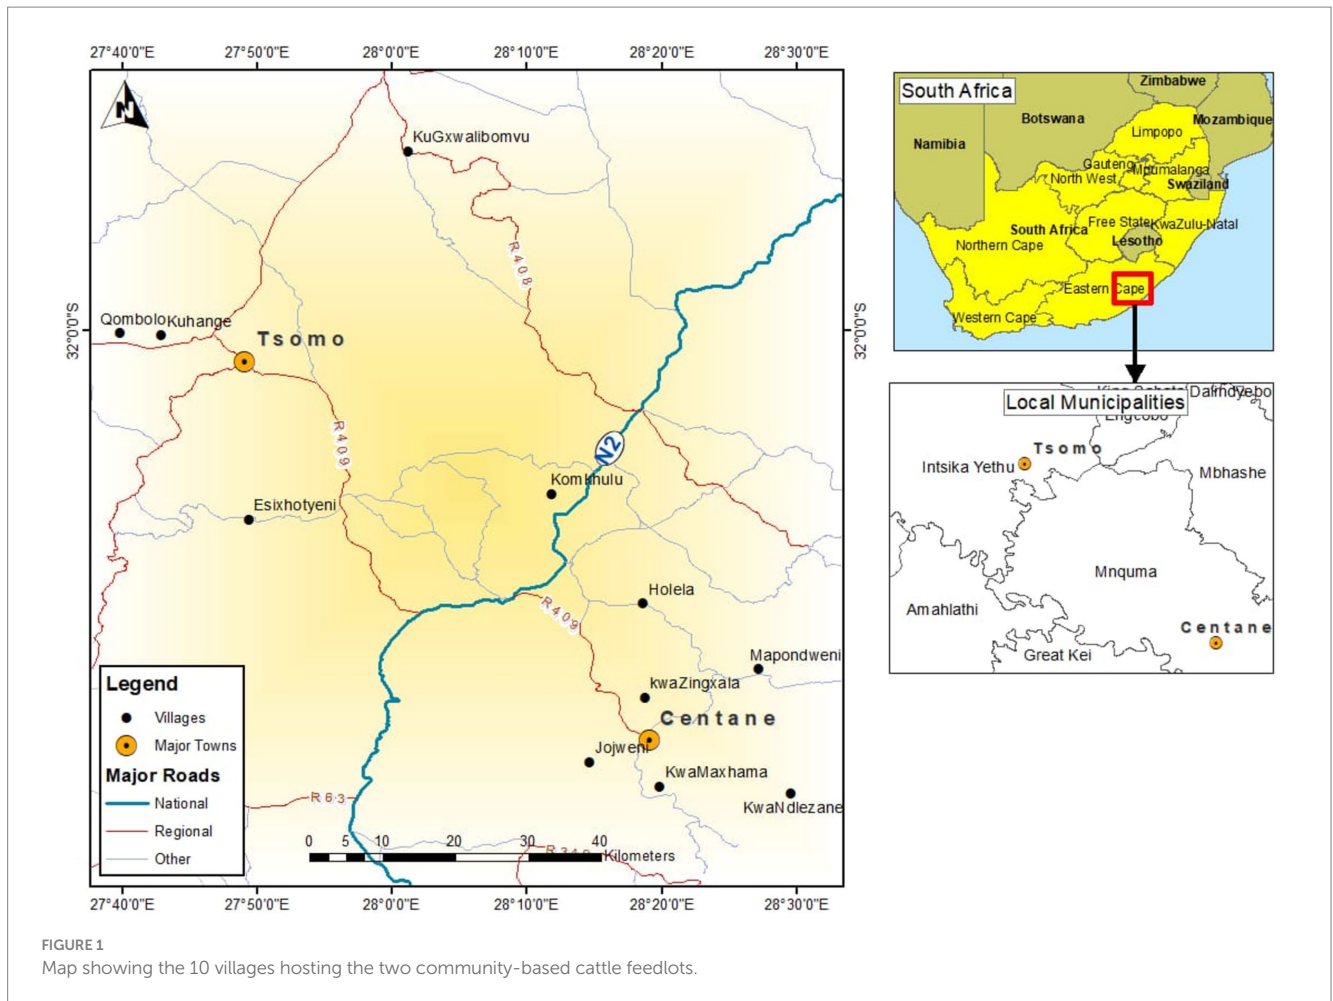 27°40'0"E 27°50'0"E 28°0'0"E 28°10'0"E 28°20'0"E 28°30'0"E
N
KuGxwalibomvu
R408
32°0'0"S
32°0'0"S
Qombolo Kuhange
Tsomo
R409
N2
Komkhulu
Esixhotyeni
Holela
R409
Mapondweni
kwaZingxala
Centane
Jojweni
KwaMaxhama
KwaNdlezane
R63
Legend
Villages
Major Towns
Major Roads
National
Regional
Other
0 5 10 20 30 40
Kilometers
27°40'0"E 27°50'0"E 28°0'0"E 28°10'0"E 28°20'0"E 28°30'0"E
South Africa
Zimbabwe
Botswana
Mozambique
Limpopo
Namibia
Gauteng
Mpumalanga
North West
Swaziland
Free State
KwaZulu-Natal
South Africa
Lesotho
Northern Cape
Eastern Cape
Western Cape
Local Municipalities
Engcobo
Tsomo
Intsika Yethu
Mbhashe
Mnquma
Amahlathi
Centane
Great Kei
FIGURE 1
Map showing the 10 villages hosting the two community-based cattle feedlots.